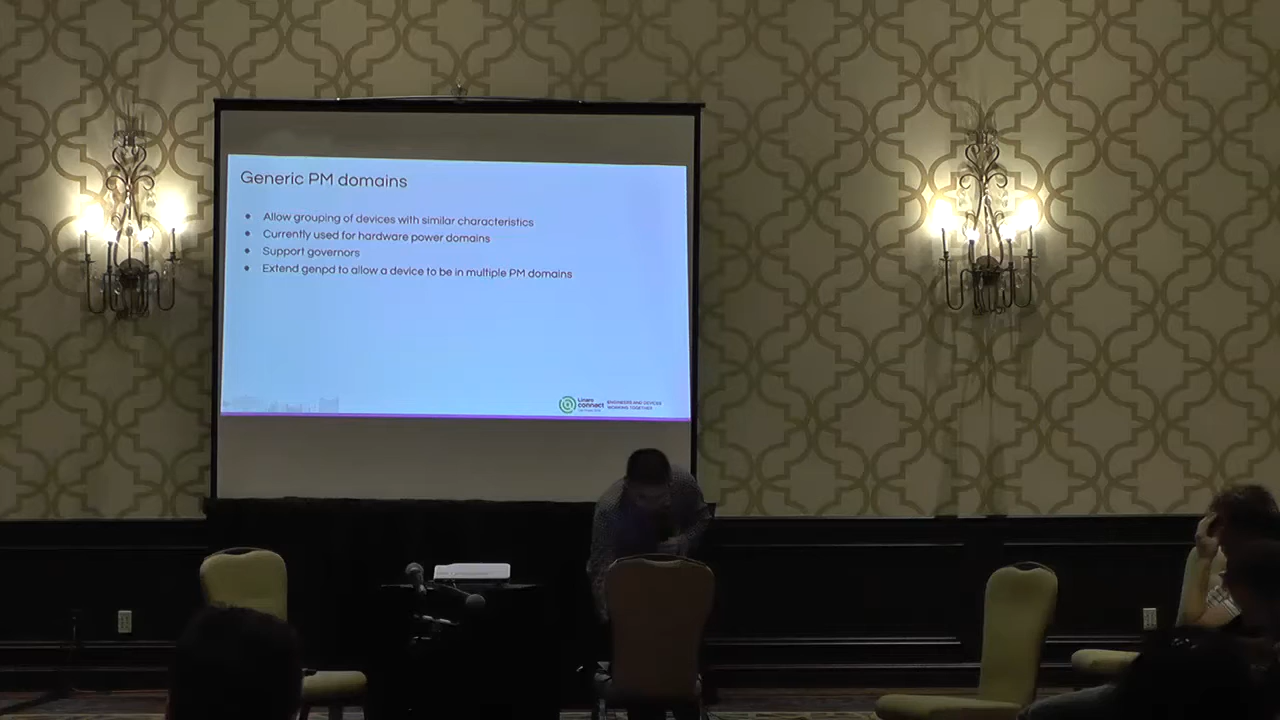 Generic PM domains
● Allow grouping of devices with similar characteristics
● Currently used for hardware power domains
● Support governors
● Extend genpd to allow a device to be in multiple PM domains
Linaro
connect
ENGINEERS AND DEVICES
WORKING TOGETHER